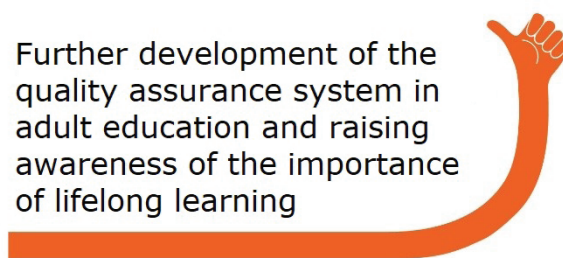 Further development of the
quality assurance system in
adult education and raising
awareness of the importance
of lifelong learning